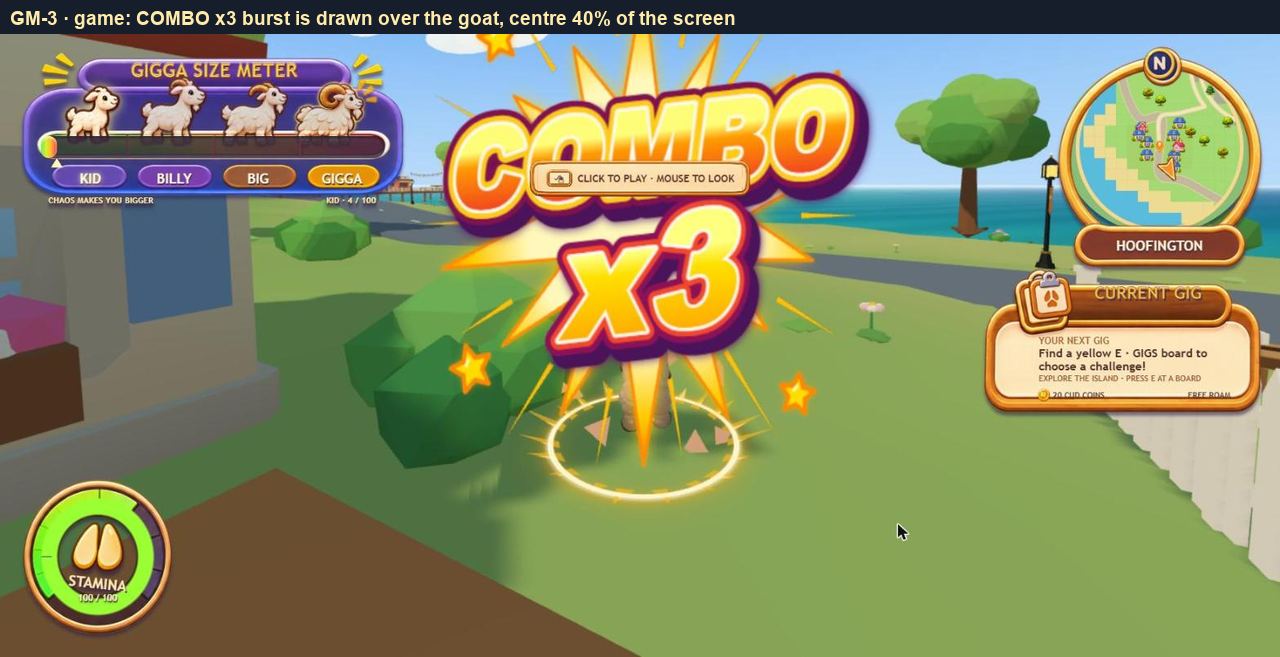 GM-3 · game: COMBO x3 burst is drawn over the goat, centre 40% of the screen
GIGGA SIZE METER
KID BILLY BIG GIGGA
CHAOS MAKES YOU BIGGER KID · 4 / 100
COMBO
CLICK TO PLAY · MOUSE TO LOOK
x3
N
HOOFINGTON
CURRENT GIG
YOUR NEXT GIG
Find a yellow E · GIGS board to
choose a challenge!
EXPLORE THE ISLAND · PRESS E AT A BOARD
20 CUD COINS FREE ROAM
STAMINA
100 / 100